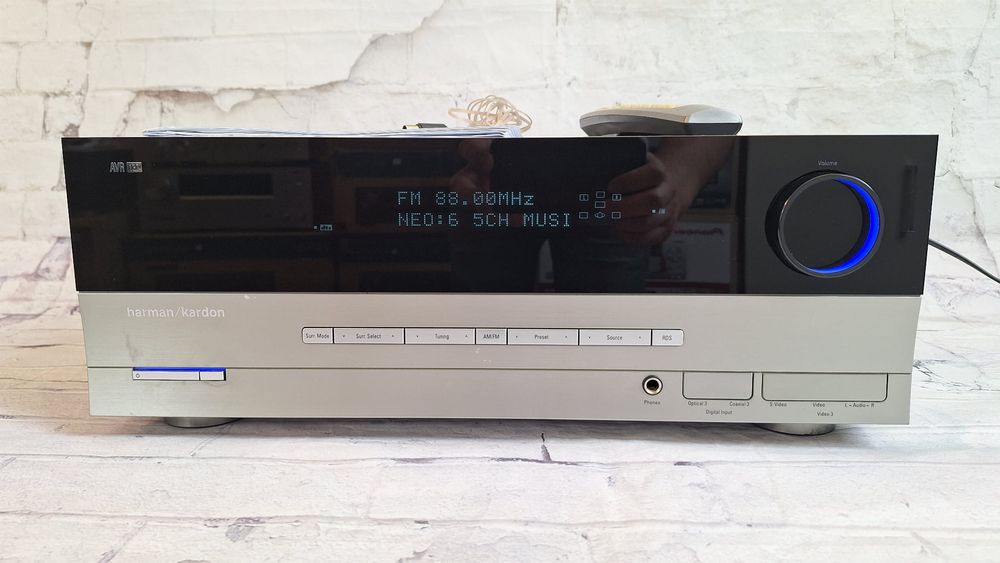 AVR
Volume
FM 88.00MHz
NEO:6 5CH MUSI
harman/kardon
Surr Mode
Surr Select
Tuning
AM/FM
Preset
Source
RDS
Phones
Optical 3
Coaxial 3
Digital Input
S-Video
Video
L - Audio - R
Video 3